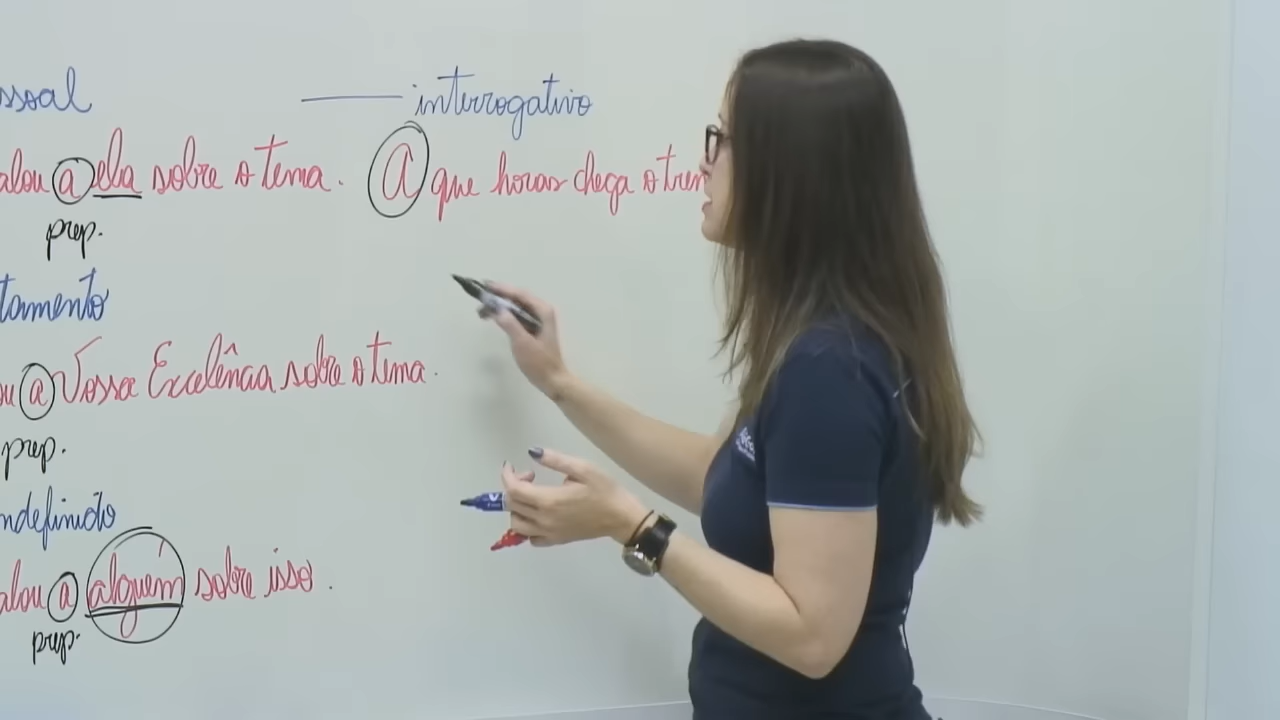 ssoal
interrogativo
alou a ela sobre o tema.
A que horas chega o trem
prep.
tamento
ou a Vossa Excelência sobre o tema.
prep.
ndefinido
alou a alguém sobre isso.
prep.